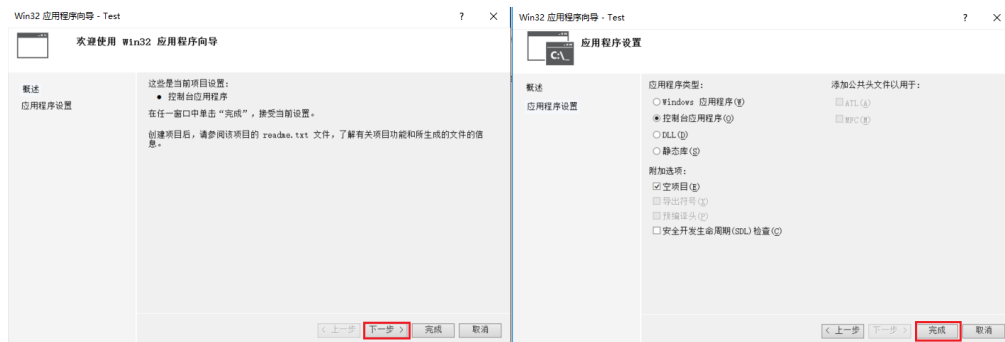 Win32 应用程序向导 - Test
? ×
欢迎使用 Win32 应用程序向导
概述
应用程序设置
这些是当前项目设置:
• 控制台应用程序
在任一窗口中单击“完成”，接受当前设置。
创建项目后，请参阅该项目的 readme.txt 文件，了解有关项目功能和所生成的文件的信
息。
< 上一步 下一步 > 完成 取消
Win32 应用程序向导 - Test
? ×
C:\_
应用程序设置
概述
应用程序设置
应用程序类型:
Windows 应用程序(W)
控制台应用程序(O)
DLL(D)
静态库(S)
附加选项:
空项目(E)
导出符号(X)
预编译头(P)
安全开发生命周期(SDL)检查(C)
添加公共头文件以用于:
ATL(A)
MFC(M)
< 上一步 下一步 > 完成 取消